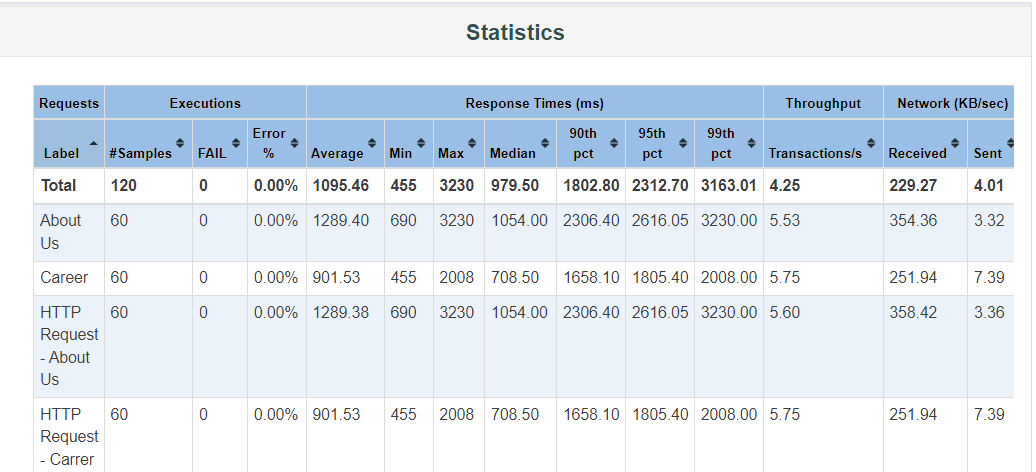 Statistics
Requests Executions Response Times (ms) Throughput Network (KB/sec)
Label #Samples FAIL Error % Average Min Max Median 90th pct 95th pct 99th pct Transactions/s Received Sent
Total 120 0 0.00% 1095.46 455 3230 979.50 1802.80 2312.70 3163.01 4.25 229.27 4.01
About 60 0 0.00% 1289.40 690 3230 1054.00 2306.40 2616.05 3230.00 5.53 354.36 3.32
Us
Career 60 0 0.00% 901.53 455 2008 708.50 1658.10 1805.40 2008.00 5.75 251.94 7.39
HTTP 60 0 0.00% 1289.38 690 3230 1054.00 2306.40 2616.05 3230.00 5.60 358.42 3.36
Request
- About
Us
HTTP 60 0 0.00% 901.53 455 2008 708.50 1658.10 1805.40 2008.00 5.75 251.94 7.39
Request
- Carrer